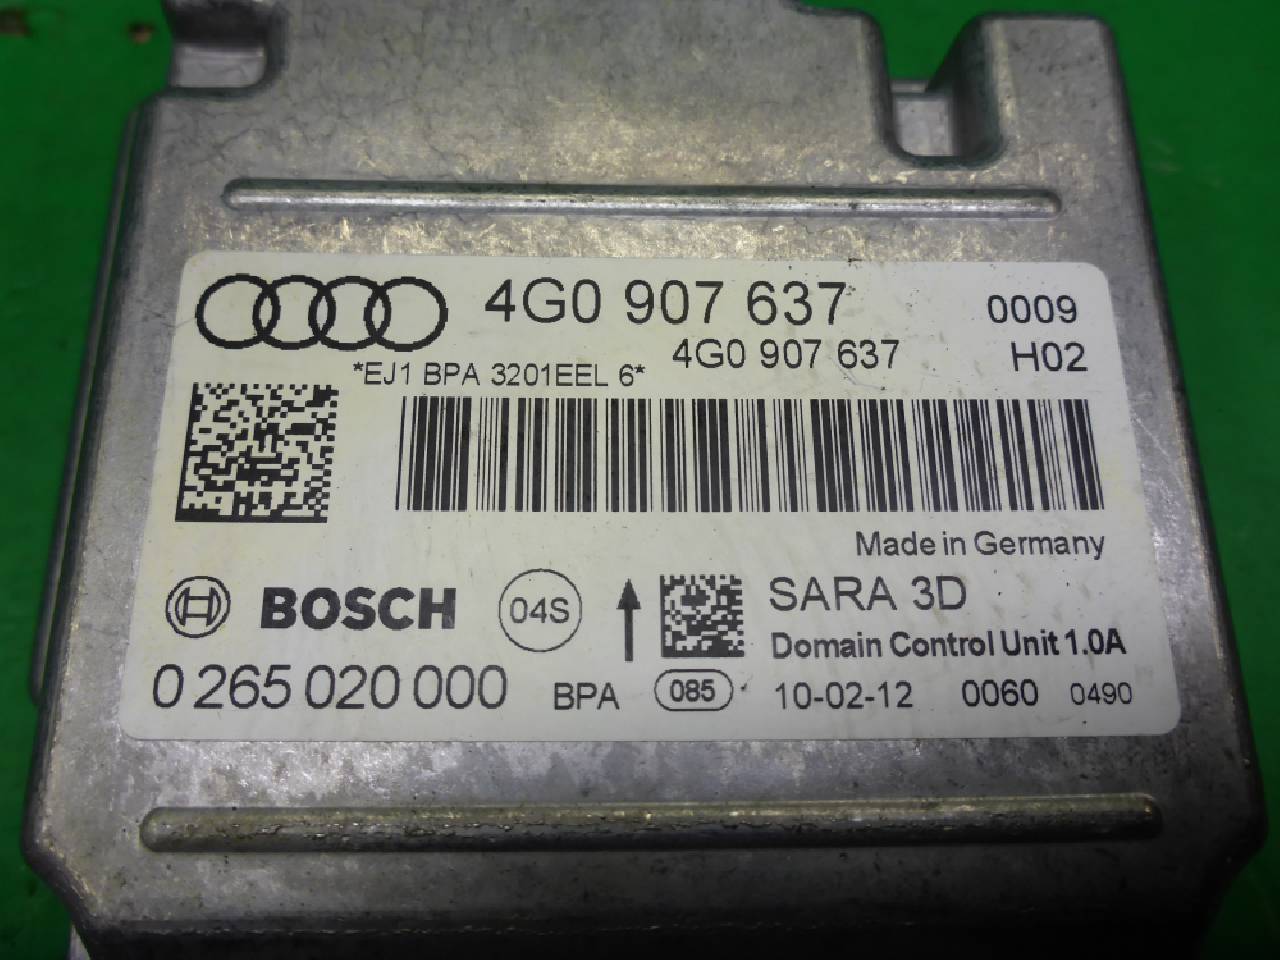 4G0 907 637 0009
4G0 907 637 H02
*EJ1 BPA 3201EEL 6*
Made in Germany
BOSCH 04S SARA 3D
Domain Control Unit 1.0A
0 265 020 000 BPA 085 10-02-12 0060 0490